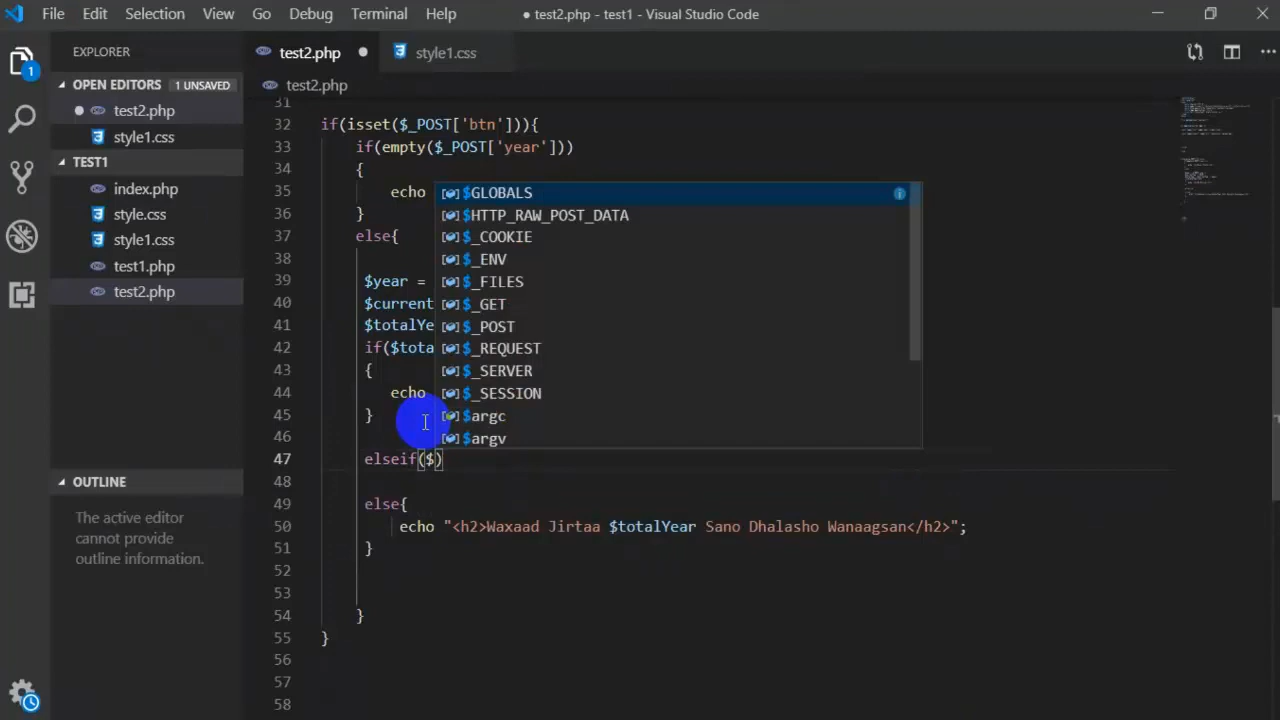 File Edit Selection View Go Debug Terminal Help ● test2.php - test1 - Visual Studio Code
EXPLORER
OPEN EDITORS 1 UNSAVED
test2.php
style1.css
TEST1
index.php
style.css
style1.css
test1.php
test2.php
OUTLINE
The active editor
cannot provide
outline information.
1
test2.php style1.css
test2.php
31
32 if(isset($_POST['btn'])){
33 if(empty($_POST['year']))
34 {
35 echo
36 }
37 else{
38
39 $year =
40 $current
41 $totalYe
42 if($tota
43 {
44 echo
45 }
46
47 elseif($)
48
49 else{
50 echo "<h2>Waxaad Jirtaa $totalYear Sano Dhalasho Wanaagsan</h2>";
51 }
52
53
54 }
55 }
56
57
58
$GLOBALS
$HTTP_RAW_POST_DATA
$_COOKIE
$_ENV
$_FILES
$_GET
$_POST
$_REQUEST
$_SERVER
$_SESSION
$argc
$argv